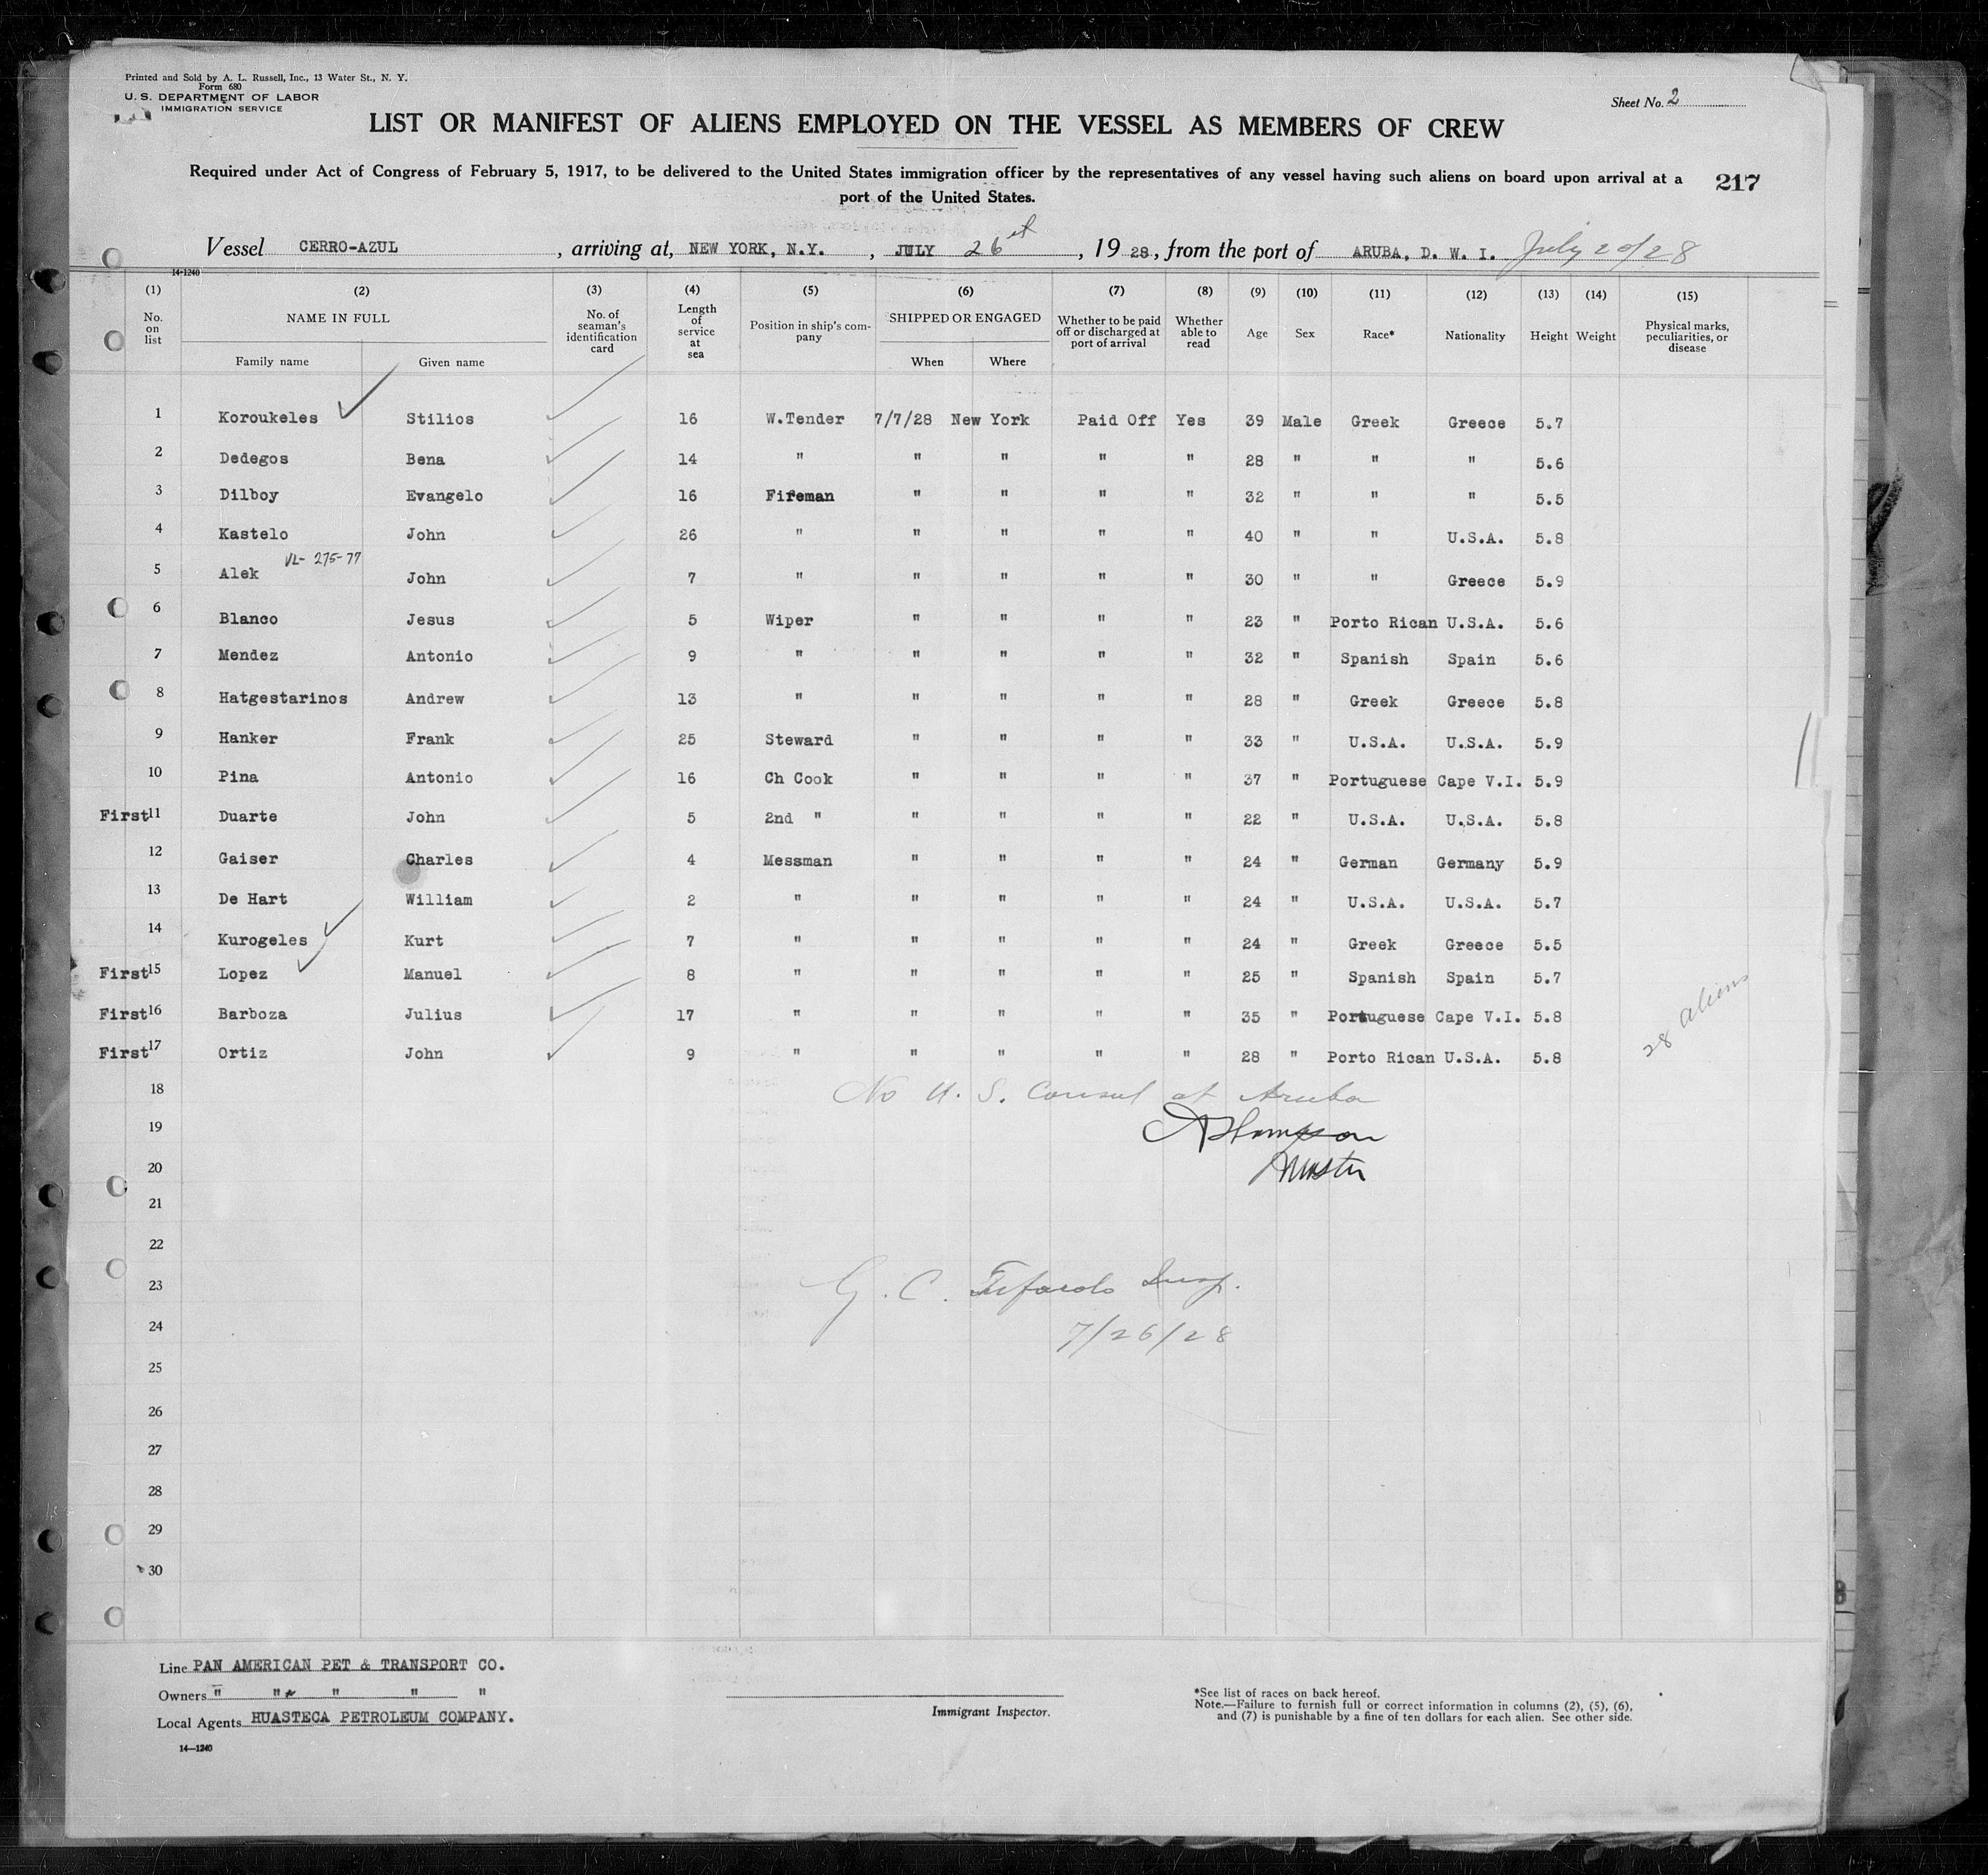 Printed and Sold by A. L. Russell, Inc., 13 Water St., N. Y.
Form 680
U. S. DEPARTMENT OF LABOR
IMMIGRATION SERVICE
Sheet No. 2
LIST OR MANIFEST OF ALIENS EMPLOYED ON THE VESSEL AS MEMBERS OF CREW
Required under Act of Congress of February 5, 1917, to be delivered to the United States immigration officer by the representatives of any vessel having such aliens on board upon arrival at a
port of the United States.
217
Vessel CERRO-AZUL, arriving at, NEW YORK, N.Y., JULY 26st, 1928, from the port of ARUBA, D. W. I. July 20/28
14-1240
(1) (2) (3) (4) (5) (6) (7) (8) (9) (10) (11) (12) (13) (14) (15)
No. on list
NAME IN FULL
Family name
Given name
No. of seaman's identification card
Length of service at sea
Position in ship's company
SHIPPED OR ENGAGED
When
Where
Whether to be paid off or discharged at port of arrival
Whether able to read
Age
Sex
Race*
Nationality
Height
Weight
Physical marks, peculiarities, or disease
1 Koroukeles Stilios 16 W.Tender 7/7/28 New York Paid Off Yes 39 Male Greek Greece 5.7
2 Dedegos Bena 14 " " " " " 28 " " " 5.6
3 Dilboy Evangelo 16 Fireman " " " " 32 " " " 5.5
4 Kastelo John 26 " " " " " 40 " " U.S.A. 5.8
VL- 275-77
5 Alek John 7 " " " " " 30 " " Greece 5.9
6 Blanco Jesus 5 Wiper " " " " 23 " Porto Rican U.S.A. 5.6
7 Mendez Antonio 9 " " " " " 32 " Spanish Spain 5.6
8 Hatgestarinos Andrew 13 " " " " " 28 " Greek Greece 5.8
9 Hanker Frank 25 Steward " " " " 33 " U.S.A. U.S.A. 5.9
10 Pina Antonio 16 Ch Cook " " " " 37 " Portuguese Cape V.I. 5.9
First 11 Duarte John 5 2nd " " " " " 22 " U.S.A. U.S.A. 5.8
12 Gaiser Charles 4 Messman " " " " 24 " German Germany 5.9
13 De Hart William 2 " " " " " 24 " U.S.A. U.S.A. 5.7
14 Kurogeles Kurt 7 " " " " " 24 " Greek Greece 5.5
First 15 Lopez Manuel 8 " " " " " 25 " Spanish Spain 5.7
First 16 Barboza Julius 17 " " " " " 35 " Portuguese Cape V.I. 5.8
First 17 Ortiz John 9 " " " " " 28 " Porto Rican U.S.A. 5.8
28 aliens
18 No U. S. Consul at Aruba
19
20 Master
21
22
23 G. C. Insp.
24 7/26/28
25
26
27
28
29
30
Line PAN AMERICAN PET & TRANSPORT CO.
Owners " " " " "
Local Agents HUASTECA PETROLEUM COMPANY.
14—1240
Immigrant Inspector.
*See list of races on back hereof.
Note.—Failure to furnish full or correct information in columns (2), (5), (6),
and (7) is punishable by a fine of ten dollars for each alien. See other side.